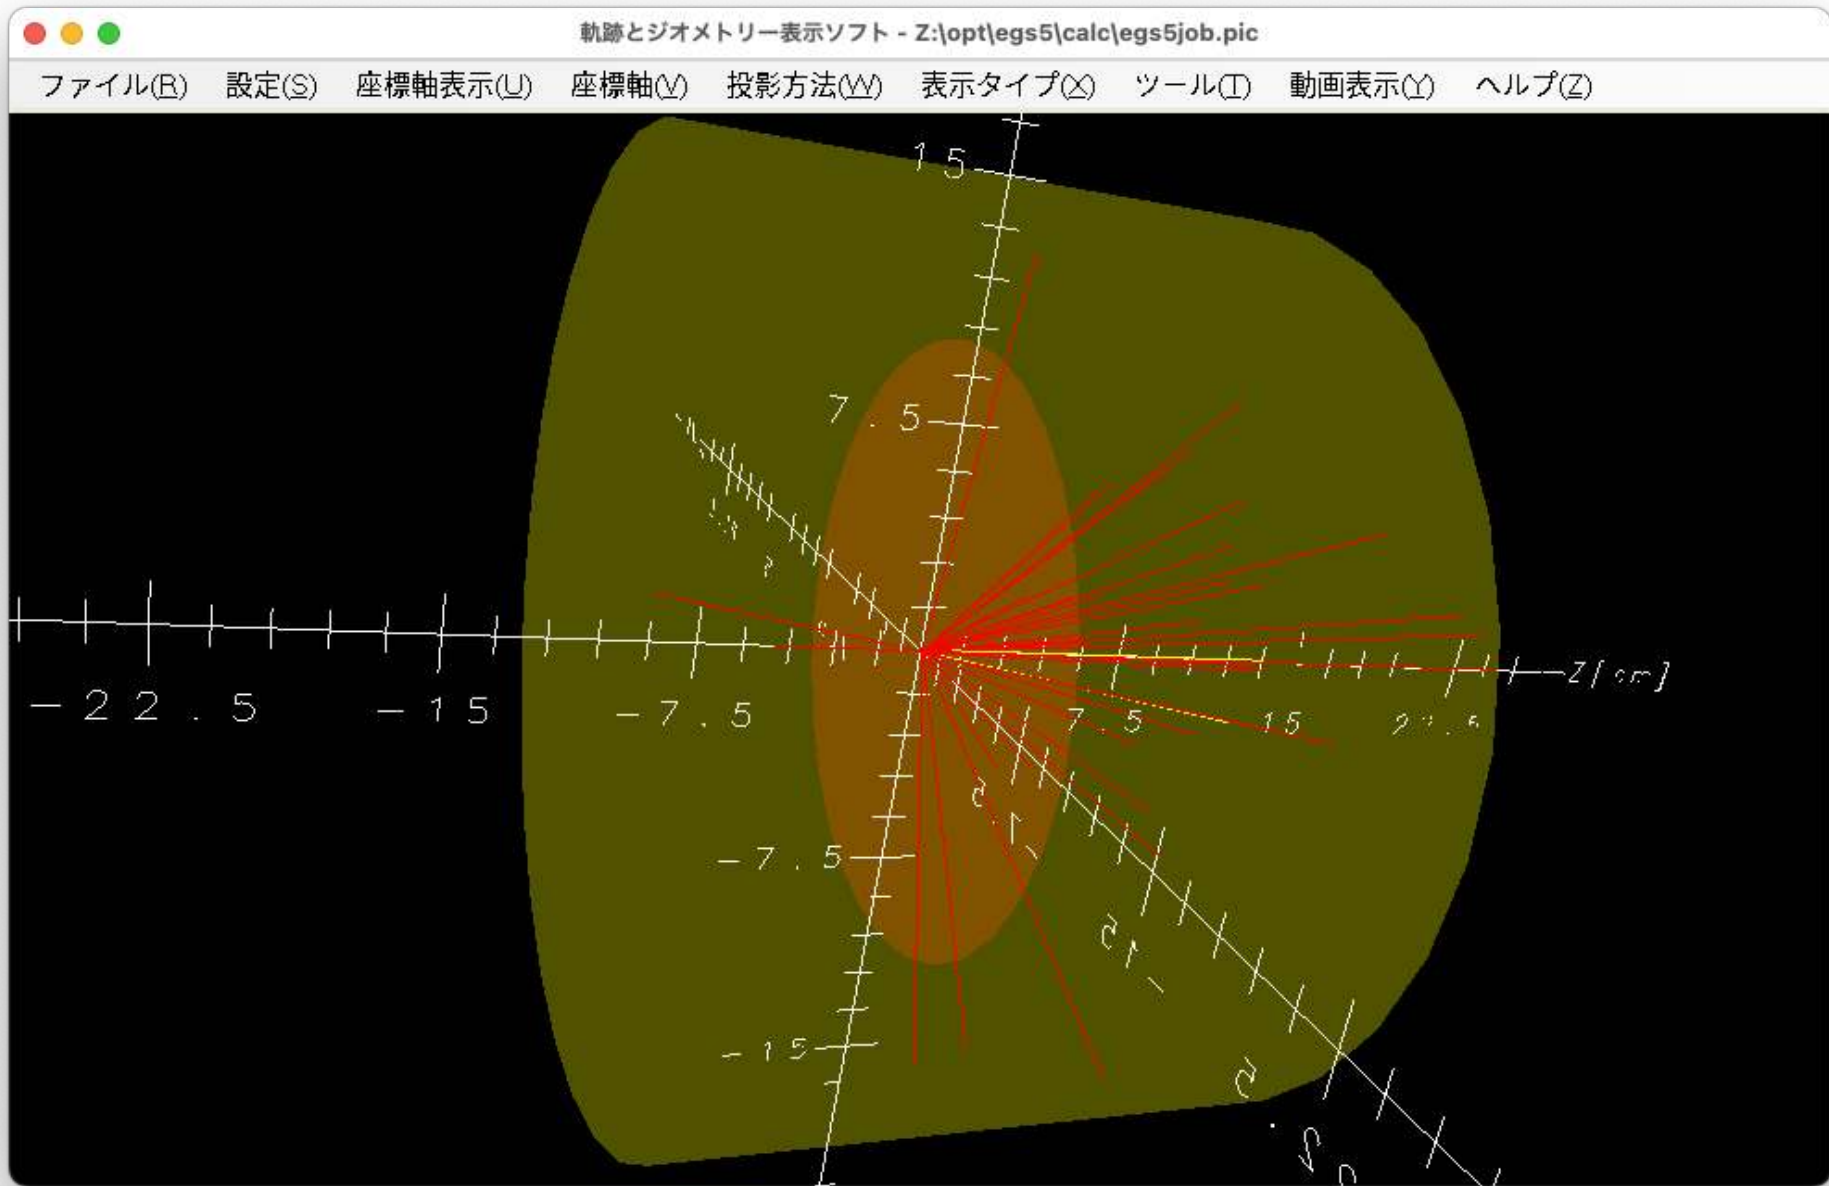 軌跡とジオメトリー表示ソフト - Z:\opt\egs5\calc\egs5job.pic
ファイル(R) 設定(S) 座標軸表示(U) 座標軸(V) 投影方法(W) 表示タイプ(X) ツール(T) 動画表示(Y) ヘルプ(Z)
15
7.5
Z[cm]
-22.5 -15 -7.5 7.5 15 22.5
-7.5
-15